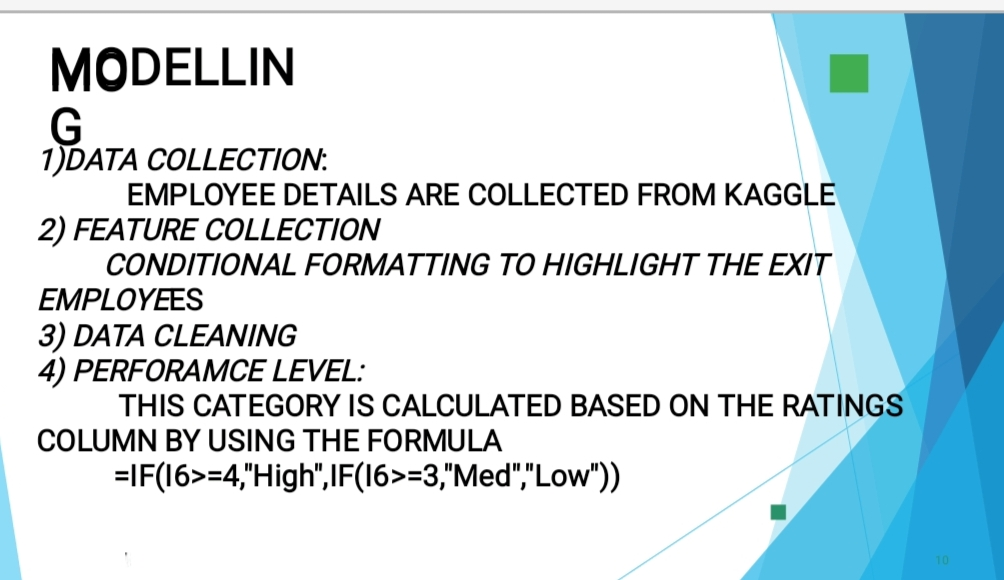 MODELLIN
G
1)DATA COLLECTION:
EMPLOYEE DETAILS ARE COLLECTED FROM KAGGLE
2) FEATURE COLLECTION
CONDITIONAL FORMATTING TO HIGHLIGHT THE EXIT
EMPLOYEES
3) DATA CLEANING
4) PERFORAMCE LEVEL:
THIS CATEGORY IS CALCULATED BASED ON THE RATINGS
COLUMN BY USING THE FORMULA
=IF(I6>=4,"High",IF(I6>=3,"Med","Low"))
10